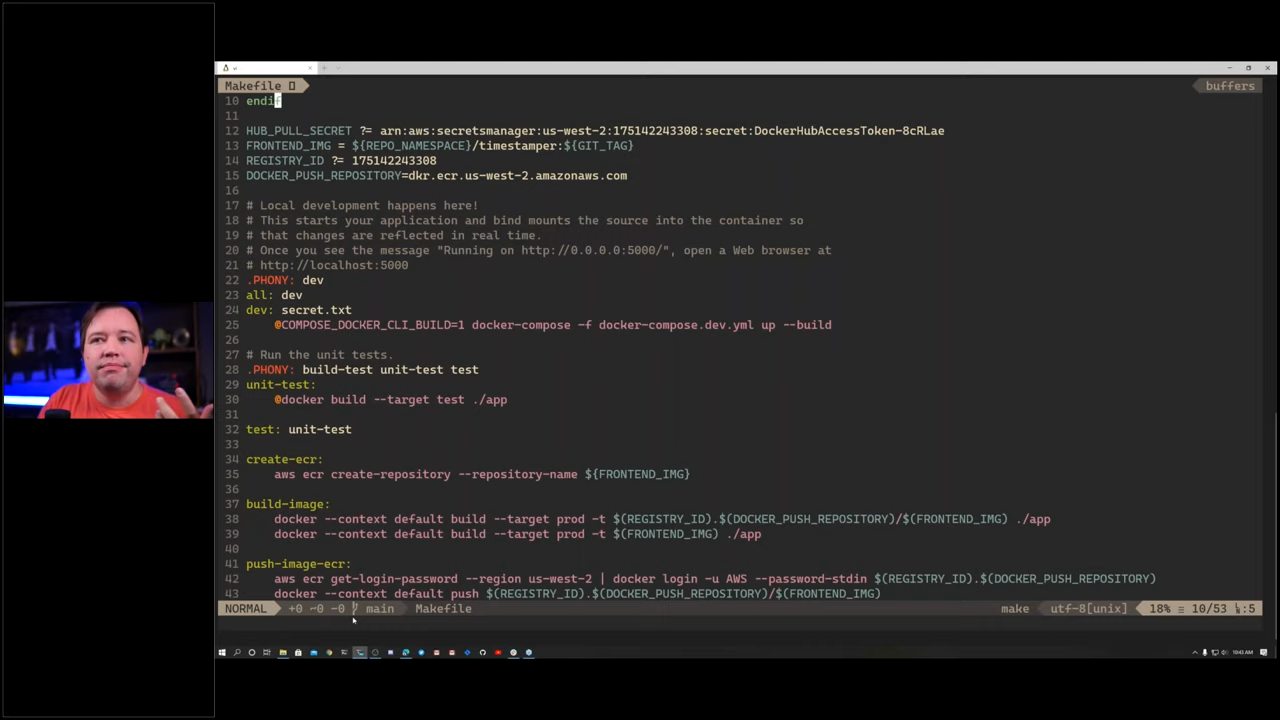 Makefile
buffers
10 endif
11
12 HUB_PULL_SECRET ?= arn:aws:secretsmanager:us-west-2:175142243308:secret:DockerHubAccessToken-8cRLae
13 FRONTEND_IMG = ${REPO_NAMESPACE}/timestamper:${GIT_TAG}
14 REGISTRY_ID ?= 175142243308
15 DOCKER_PUSH_REPOSITORY=dkr.ecr.us-west-2.amazonaws.com
16
17 # Local development happens here!
18 # This starts your application and bind mounts the source into the container so
19 # that changes are reflected in real time.
20 # Once you see the message "Running on http://0.0.0.0:5000/", open a Web browser at
21 # http://localhost:5000
22 .PHONY: dev
23 all: dev
24 dev: secret.txt
25     @COMPOSE_DOCKER_CLI_BUILD=1 docker-compose -f docker-compose.dev.yml up --build
26
27 # Run the unit tests.
28 .PHONY: build-test unit-test test
29 unit-test:
30     @docker build --target test ./app
31
32 test: unit-test
33
34 create-ecr:
35     aws ecr create-repository --repository-name ${FRONTEND_IMG}
36
37 build-image:
38     docker --context default build --target prod -t $(REGISTRY_ID).$(DOCKER_PUSH_REPOSITORY)/$(FRONTEND_IMG) ./app
39     docker --context default build --target prod -t $(FRONTEND_IMG) ./app
40
41 push-image-ecr:
42     aws ecr get-login-password --region us-west-2 | docker login -u AWS --password-stdin $(REGISTRY_ID).$(DOCKER_PUSH_REPOSITORY)
43     docker --context default push $(REGISTRY_ID).$(DOCKER_PUSH_REPOSITORY)/$(FRONTEND_IMG)
NORMAL +0 ~0 -0 main Makefile make utf-8[unix] 18% ≡ 10/53 :5
10:43 AM